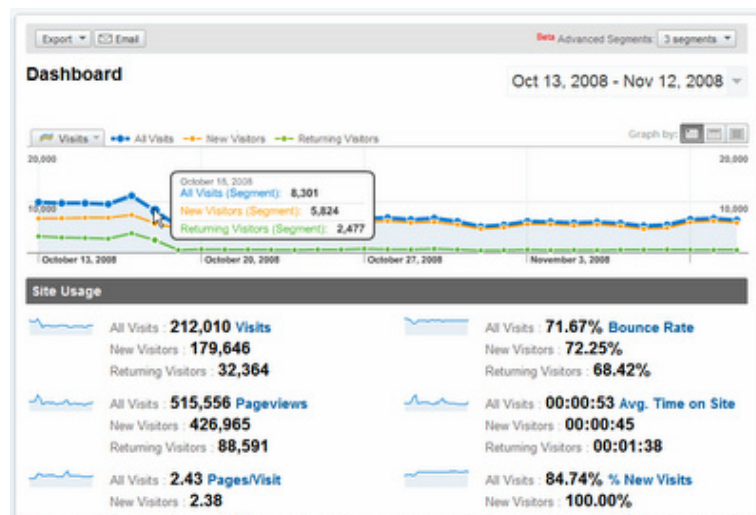 Export Email
Beta Advanced Segments: 3 segments
Dashboard
Oct 13, 2008 - Nov 12, 2008
Visits All Visits New Visitors Returning Visitors
Graph by:
20,000 20,000
October 18, 2008
All Visits (Segment): 8,301
10,000 10,000
New Visitors (Segment): 5,824
Returning Visitors (Segment): 2,477
October 13, 2008 October 20, 2008 October 27, 2008 November 3, 2008
Site Usage
All Visits : 212,010 Visits
New Visitors : 179,646
Returning Visitors : 32,364
All Visits : 71.67% Bounce Rate
New Visitors : 72.25%
Returning Visitors : 68.42%
All Visits : 515,556 Pageviews
New Visitors : 426,965
Returning Visitors : 88,591
All Visits : 00:00:53 Avg. Time on Site
New Visitors : 00:00:45
Returning Visitors : 00:01:38
All Visits : 2.43 Pages/Visit
New Visitors : 2.38
All Visits : 84.74% % New Visits
New Visitors : 100.00%